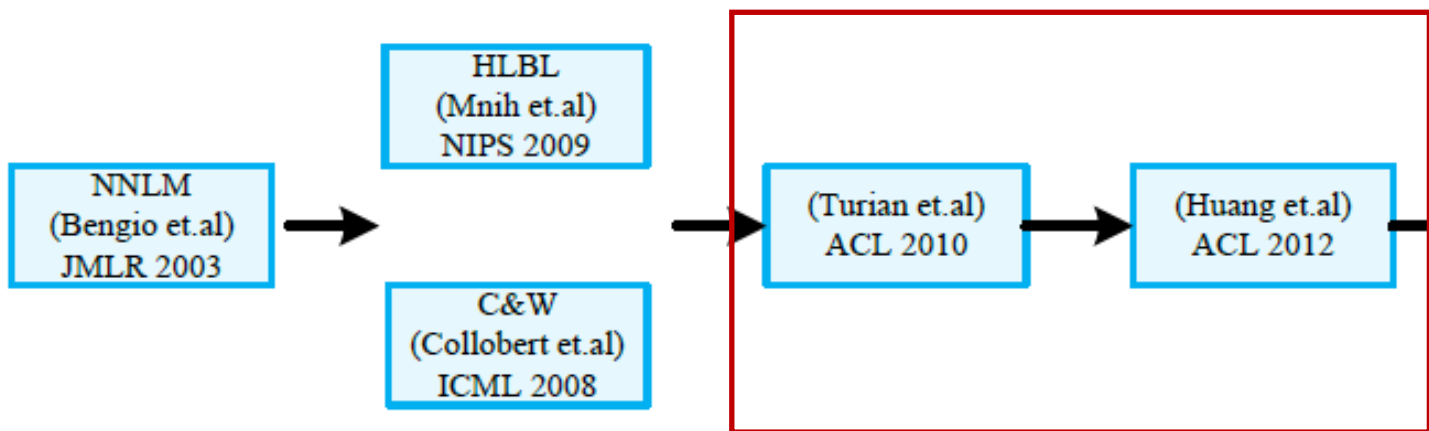 NNLM
(Bengio et.al)
JMLR 2003
HLBL
(Mnih et.al)
NIPS 2009
C&W
(Collobert et.al)
ICML 2008
(Turian et.al)
ACL 2010
(Huang et.al)
ACL 2012